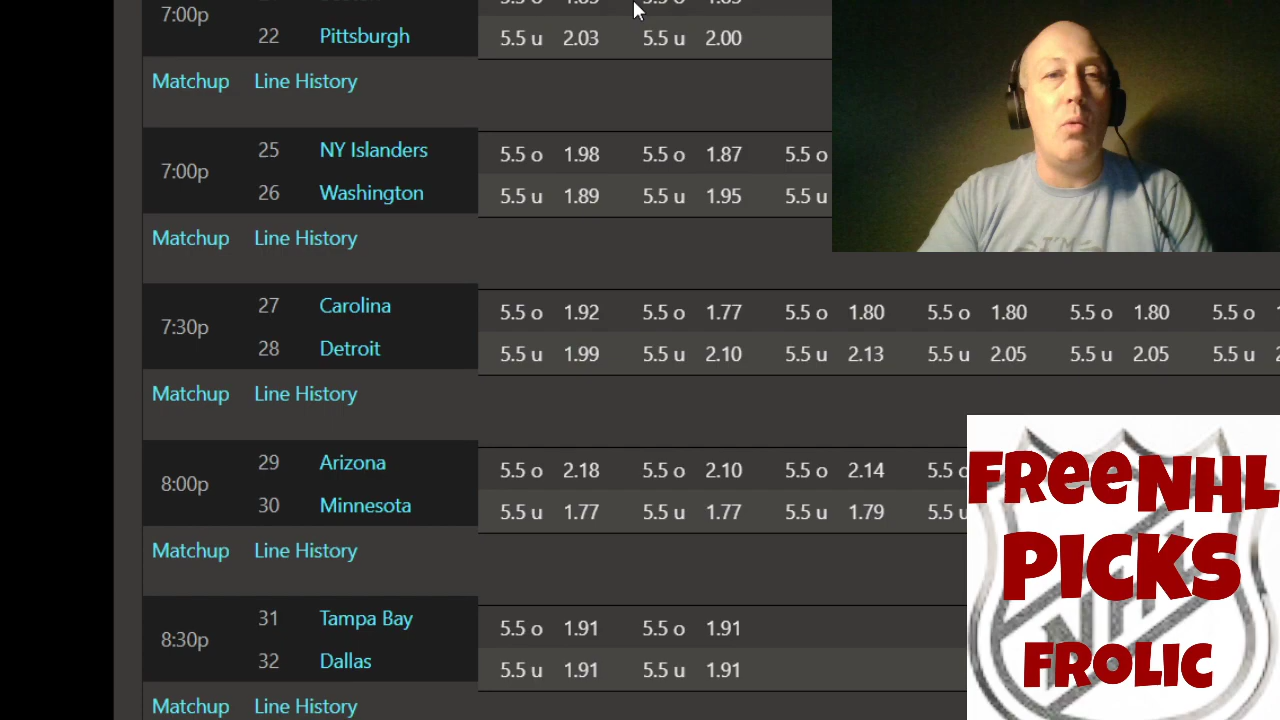 7:00p
22 Pittsburgh 5.5 u 2.03 5.5 u 2.00
Matchup Line History
7:00p
25 NY Islanders 5.5 o 1.98 5.5 o 1.87 5.5 o
26 Washington 5.5 u 1.89 5.5 u 1.95 5.5 u
Matchup Line History
7:30p
27 Carolina 5.5 o 1.92 5.5 o 1.77 5.5 o 1.80 5.5 o 1.80 5.5 o 1.80 5.5 o
28 Detroit 5.5 u 1.99 5.5 u 2.10 5.5 u 2.13 5.5 u 2.05 5.5 u 2.05 5.5 u
Matchup Line History
8:00p
29 Arizona 5.5 o 2.18 5.5 o 2.10 5.5 o 2.14
30 Minnesota 5.5 u 1.77 5.5 u 1.77 5.5 u 1.79 5.5 u
Matchup Line History
8:30p
31 Tampa Bay 5.5 o 1.91 5.5 o 1.91
32 Dallas 5.5 u 1.91 5.5 u 1.91
Matchup Line History
I'M
FReeNHL
PICKS
FROLIC
NHL